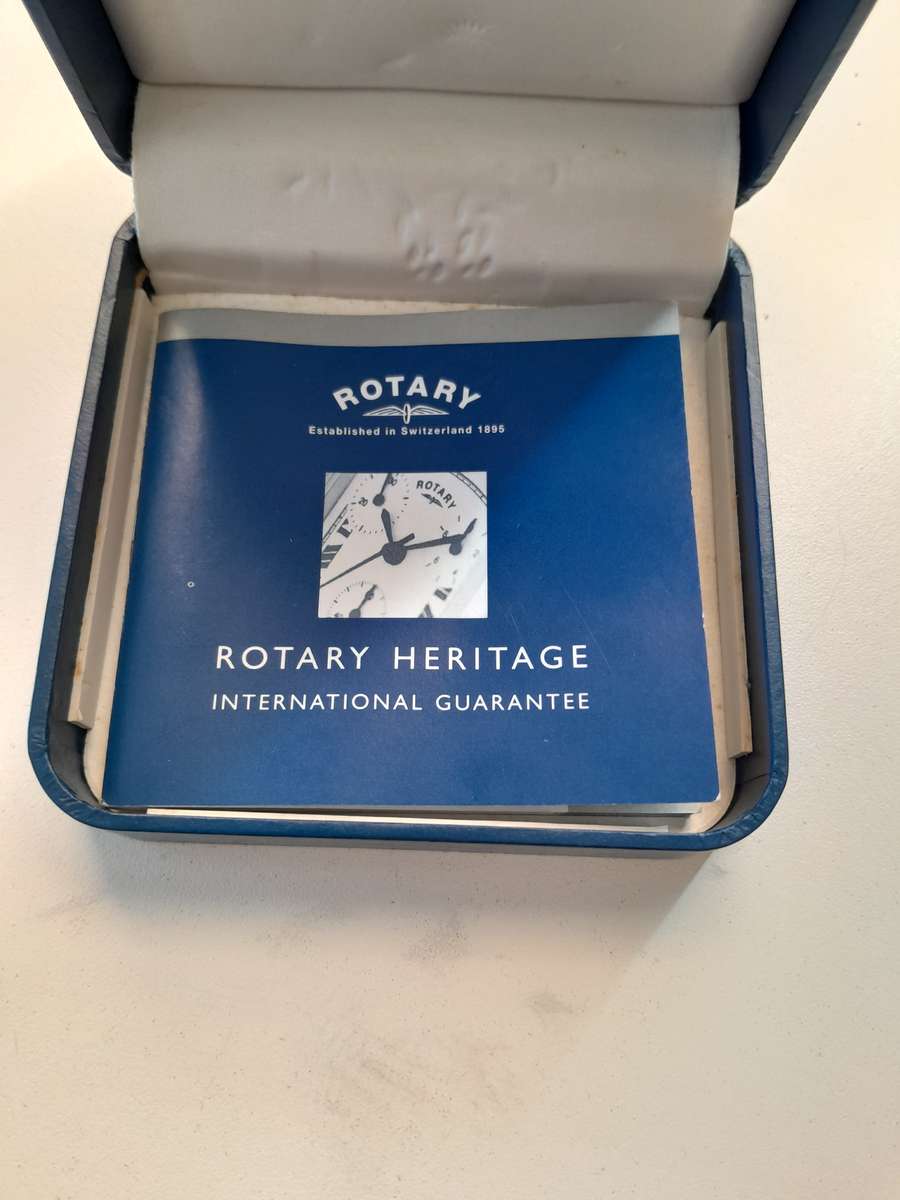 ROTARY
Established in Switzerland 1895
ROTARY
ROTARY HERITAGE
INTERNATIONAL GUARANTEE